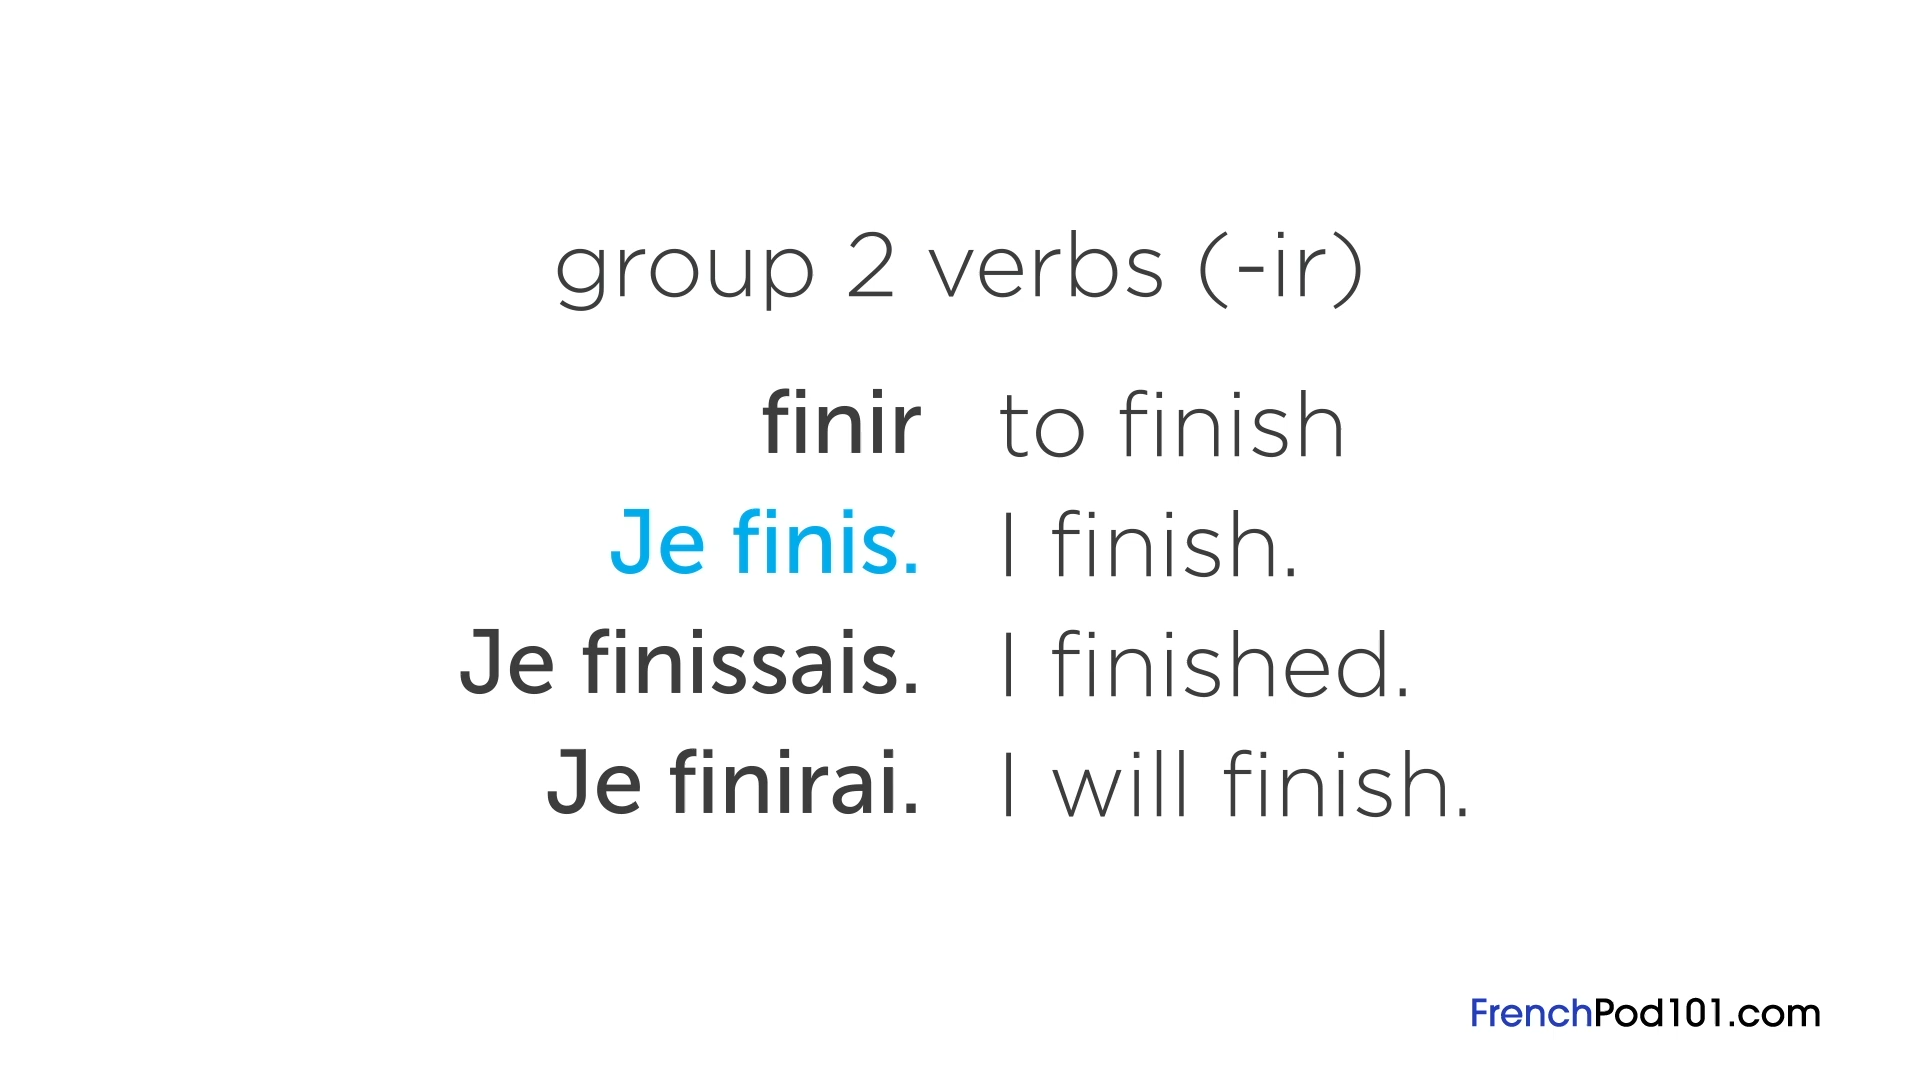 group 2 verbs (-ir)
finir to finish
Je finis. I finish.
Je finissais. I finished.
Je finirai. I will finish.
FrenchPod101.com